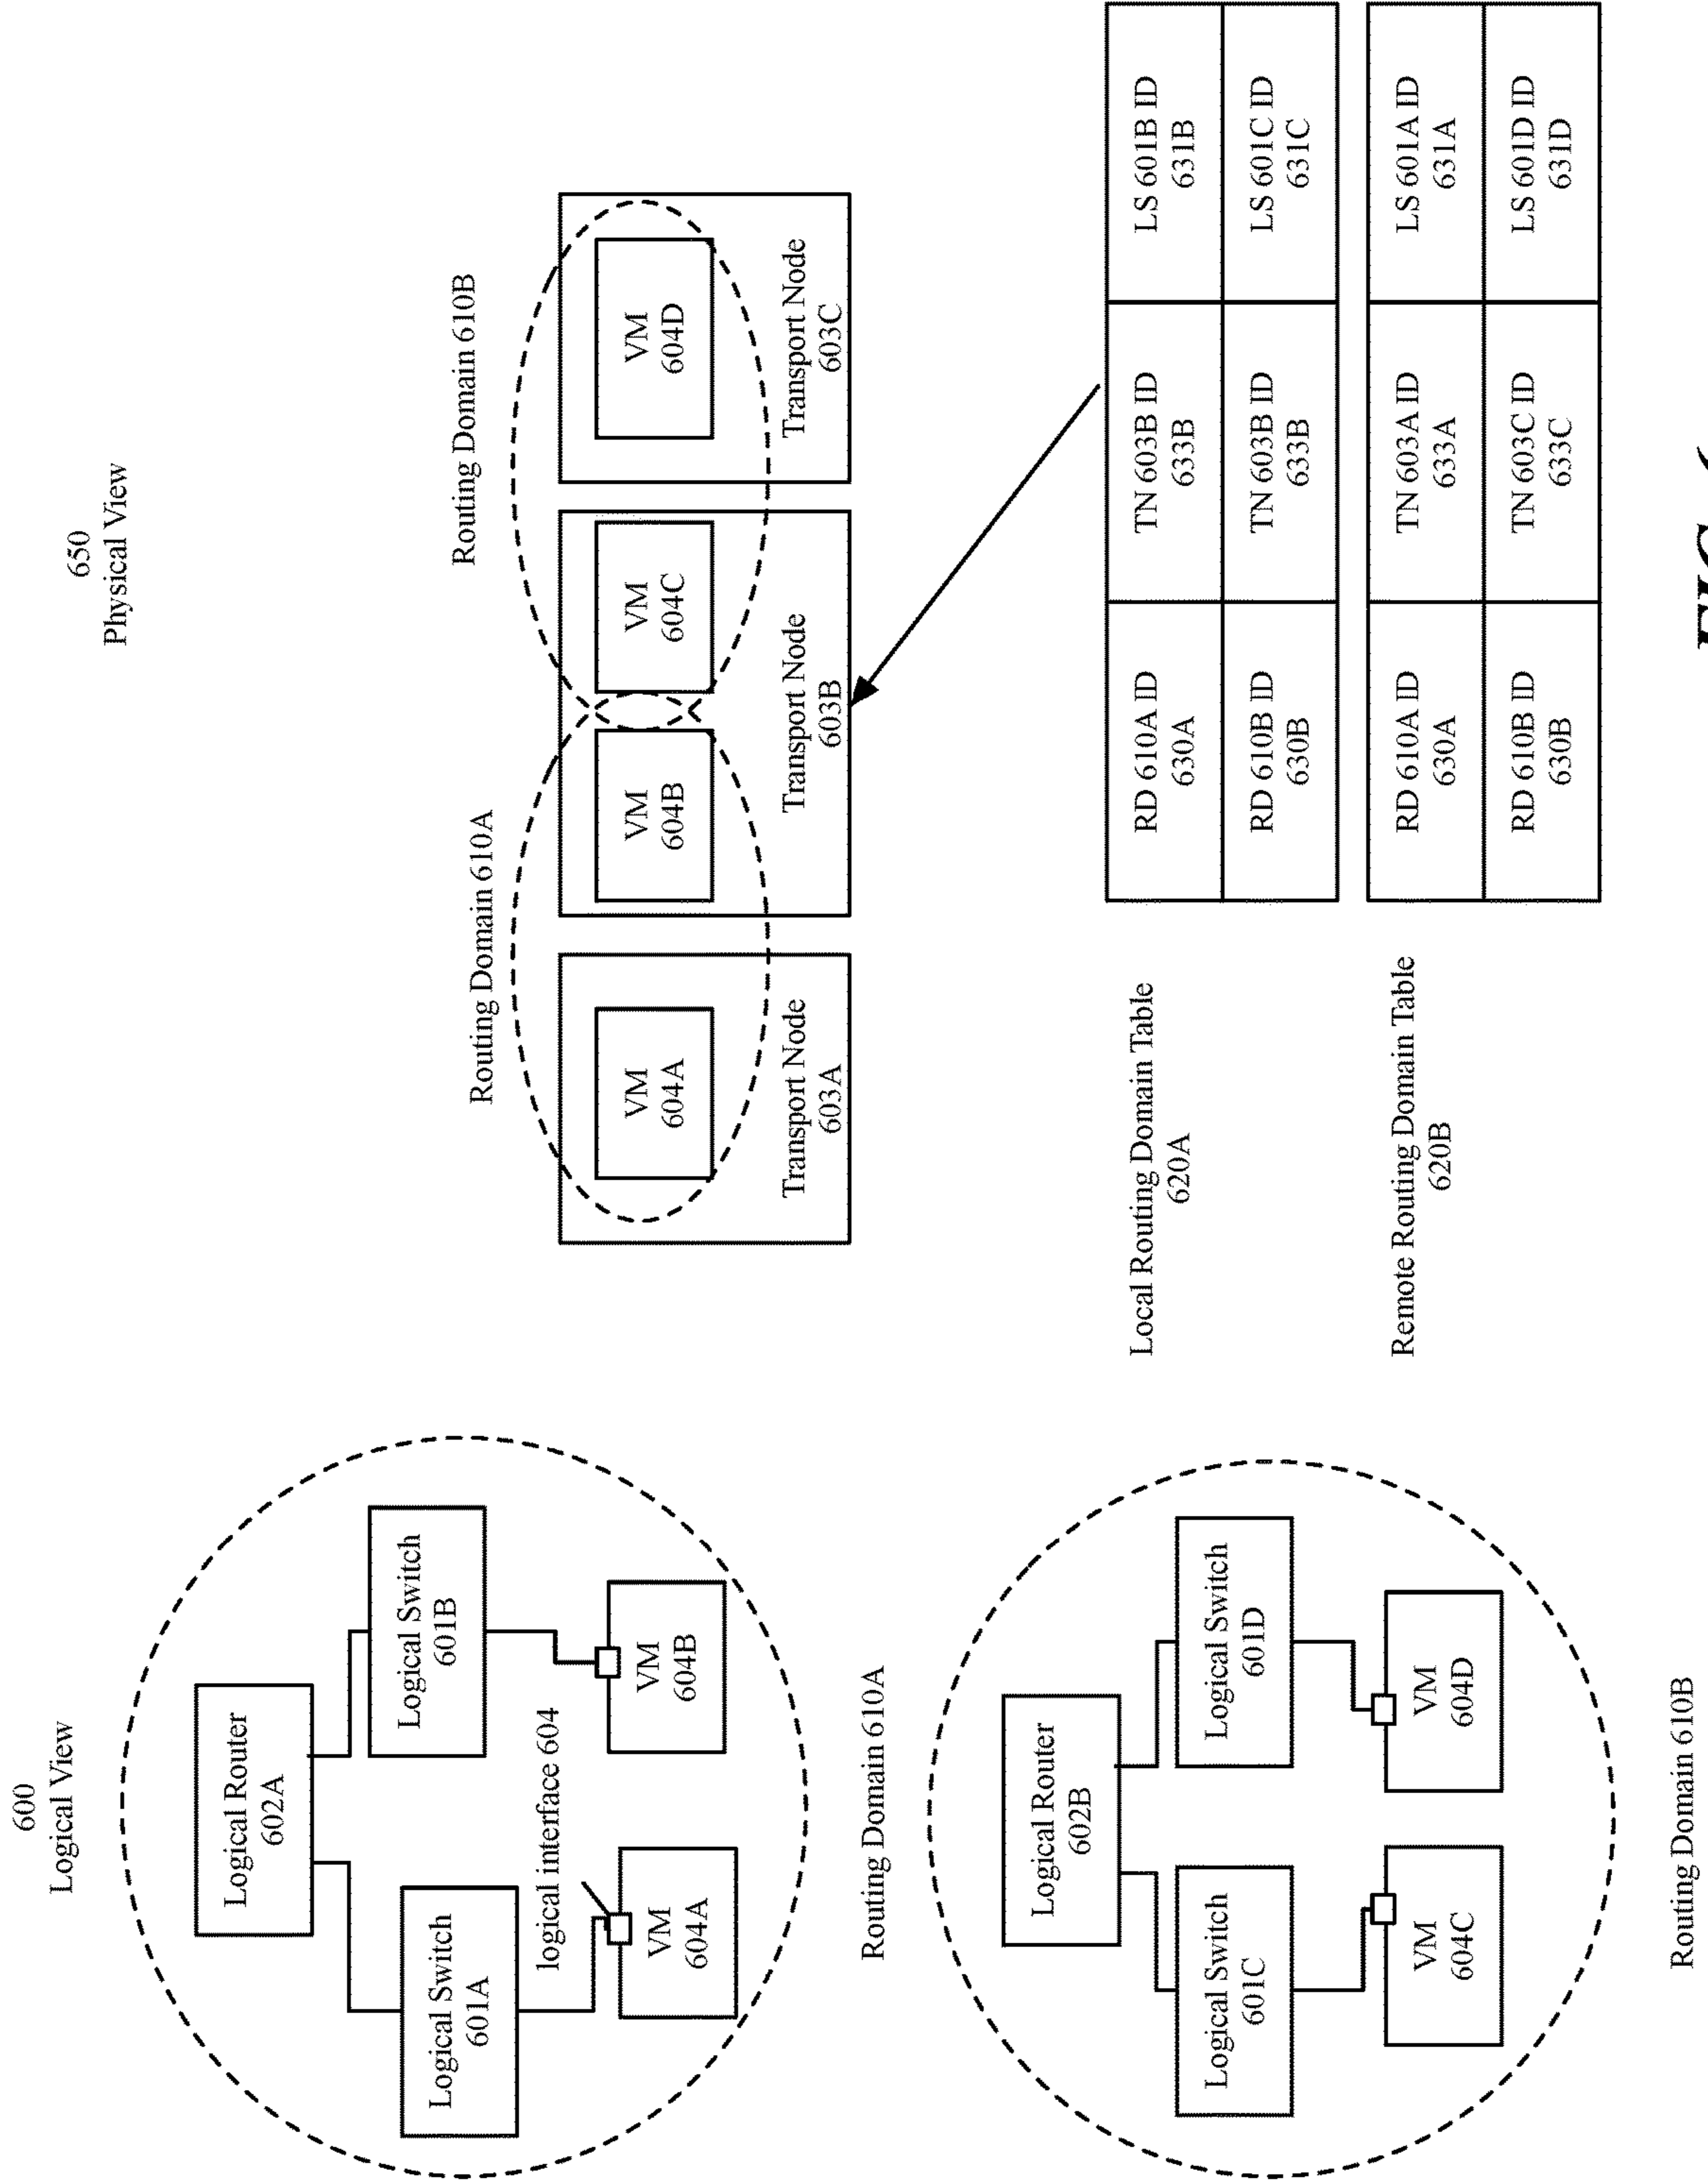 600
Logical View
Logical Router
602A
Logical Switch
601A
Logical Switch
601B
logical interface 604
VM
604A
VM
604B
Routing Domain 610A
Logical Router
602B
Logical Switch
601C
Logical Switch
601D
VM
604C
VM
604D
Routing Domain 610B
650
Physical View
Routing Domain 610A
Routing Domain 610B
VM
604A
Transport Node
603A
VM
604B
VM
604C
Transport Node
603B
VM
604D
Transport Node
603C
Local Routing Domain Table
620A
RD 610A ID
630A
TN 603B ID
633B
LS 601B ID
631B
RD 610B ID
630B
TN 603B ID
633B
LS 601C ID
631C
Remote Routing Domain Table
620B
RD 610A ID
630A
TN 603A ID
633A
LS 601A ID
631A
RD 610B ID
630B
TN 603C ID
633C
LS 601D ID
631D